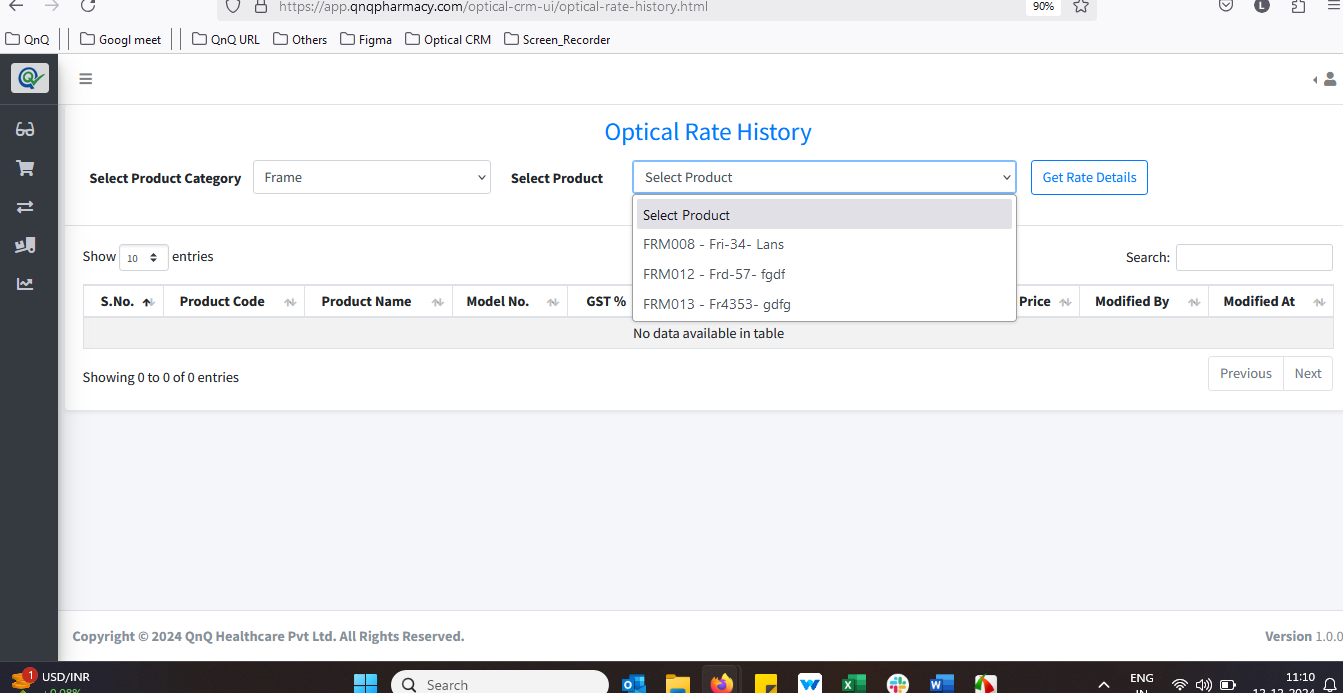 https://app.qnqpharmacy.com/optical-crm-ui/optical-rate-history.html 90% L
QnQ Googl meet QnQ URL Others Figma Optical CRM Screen_Recorder
Optical Rate History
Select Product Category Frame Select Product Select Product Get Rate Details
Select Product
FRM008 - Fri-34- Lans
FRM012 - Frd-57- fgdf
FRM013 - Fr4353- gdfg
Show 10 entries Search:
S.No. Product Code Product Name Model No. GST % Price Modified By Modified At
No data available in table
Showing 0 to 0 of 0 entries Previous Next
Copyright © 2024 QnQ Healthcare Pvt Ltd. All Rights Reserved. Version 1.0.0
1 USD/INR
+0.08%
Search
ENG
IN
11:10